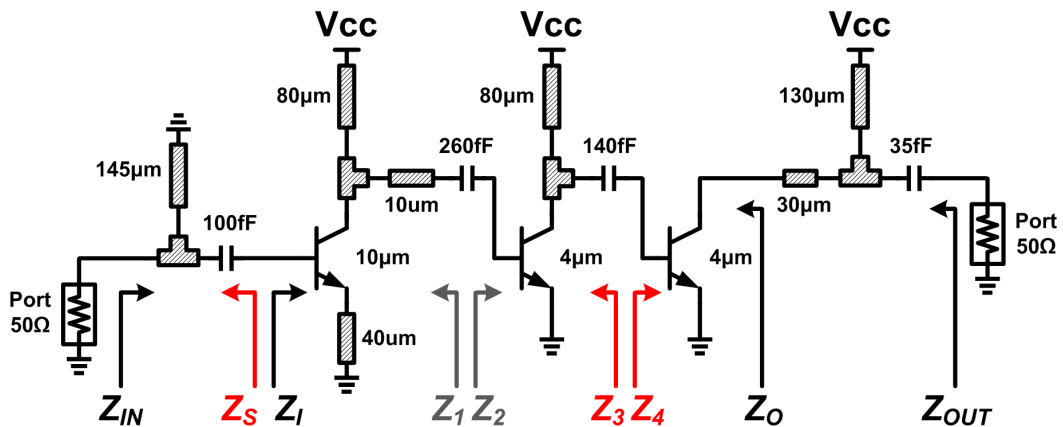 Vcc
Vcc
Vcc
80μm
80μm
130μm
145μm
260fF
140fF
35fF
100fF
10um
30μm
10μm
4μm
4μm
Port
50Ω
Port
50Ω
40um
ZIN
ZS
ZI
Z1
Z2
Z3
Z4
ZO
ZOUT